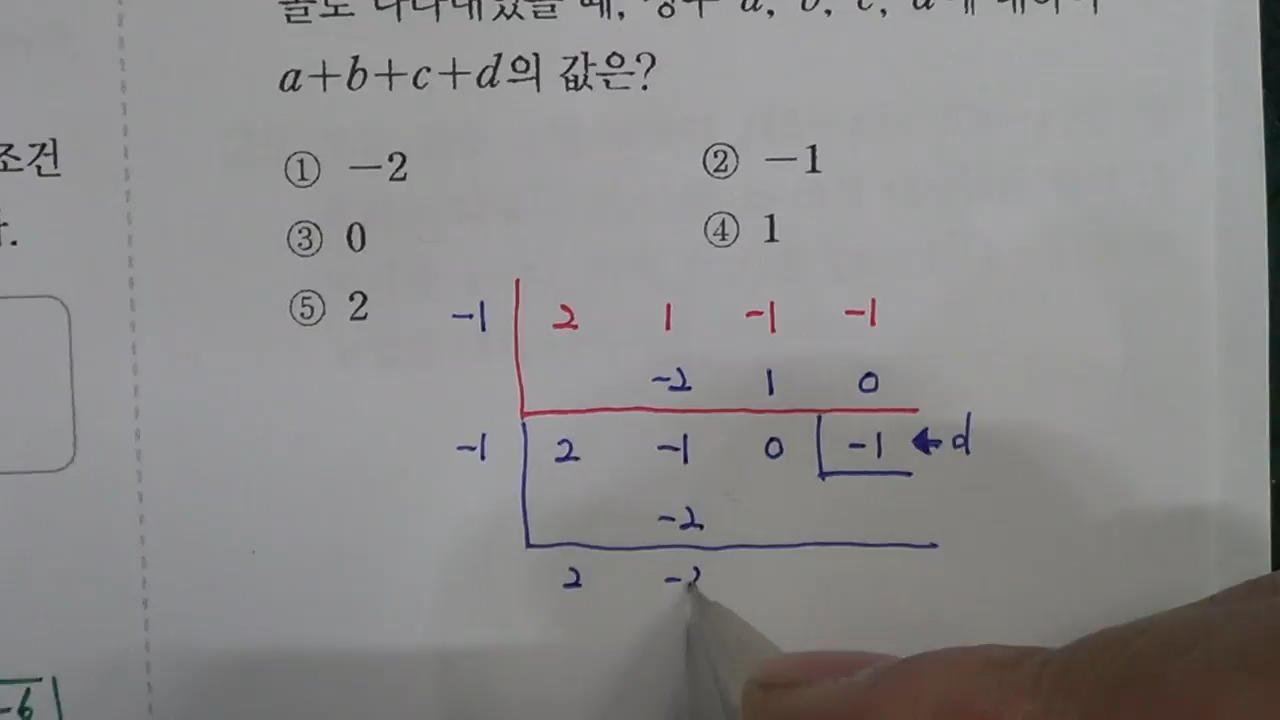 a+b+c+d의 값은?
① −2
② −1
③ 0
④ 1
⑤ 2
조건
-1 2 1 -1 -1
-2 1 0
-1 2 -1 0 -1 ← d
-2
2
-6